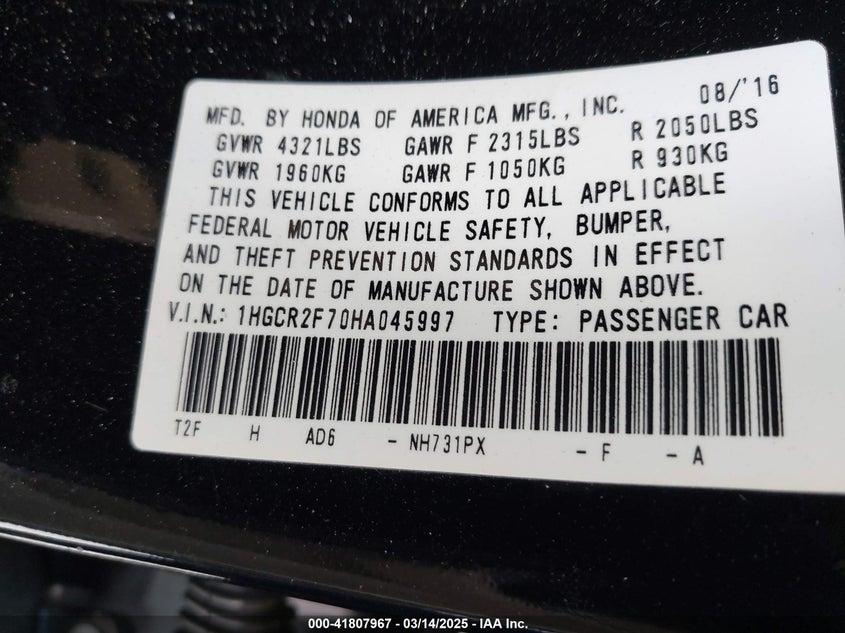 08/'16
MFD. BY HONDA OF AMERICA MFG., INC.
GVWR 4321LBS GAWR F 2315LBS R 2050LBS
GVWR 1960KG GAWR F 1050KG R 930KG
THIS VEHICLE CONFORMS TO ALL APPLICABLE
FEDERAL MOTOR VEHICLE SAFETY, BUMPER,
AND THEFT PREVENTION STANDARDS IN EFFECT
ON THE DATE OF MANUFACTURE SHOWN ABOVE.
V.I.N.: 1HGCR2F70HA045997 TYPE: PASSENGER CAR
T2F H AD6 - NH731PX - F - A
000-41807967 - 03/14/2025 - IAA Inc.